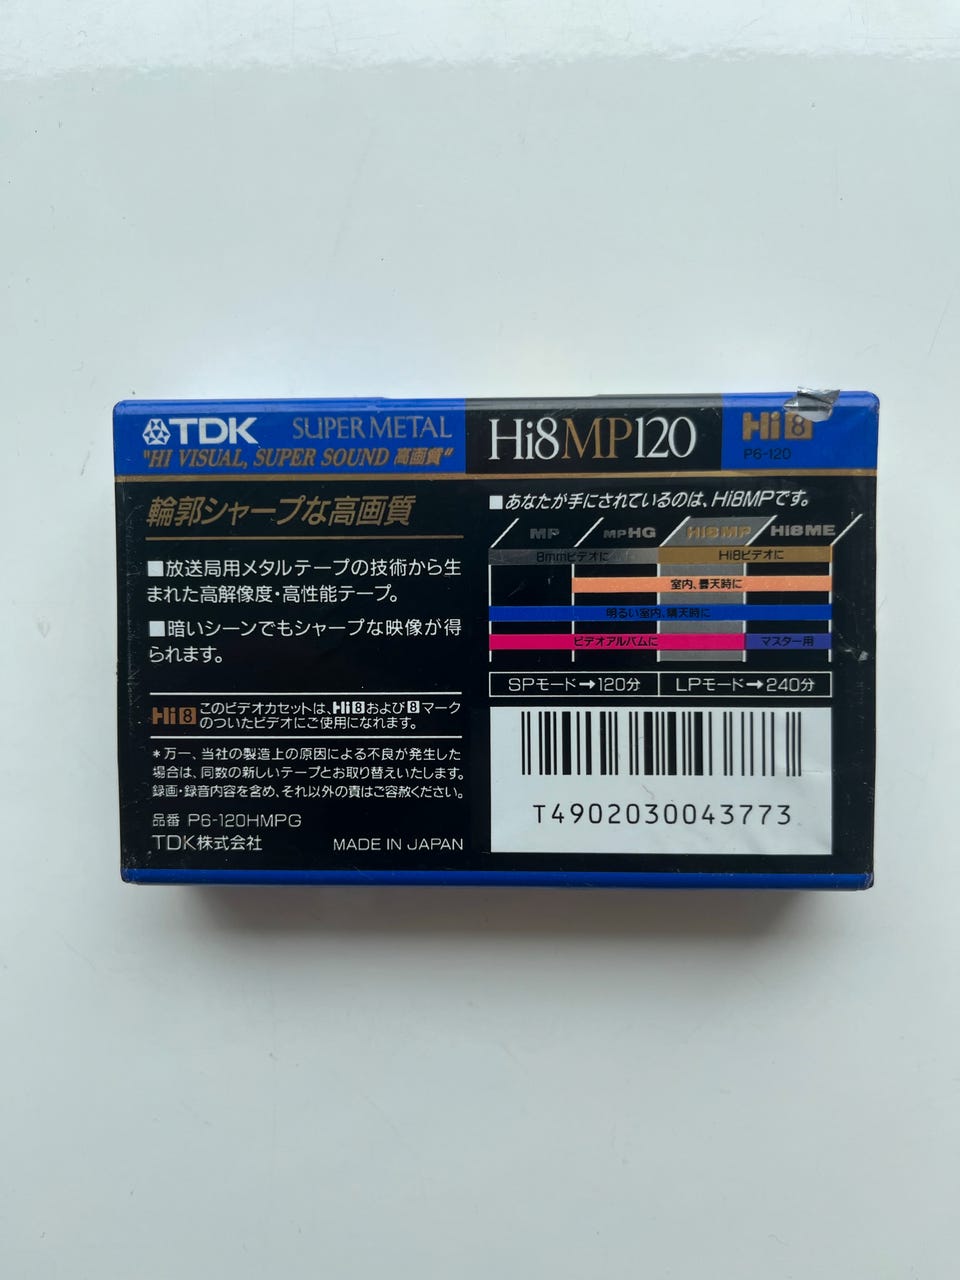 TDK SUPER METAL
"HI VISUAL, SUPER SOUND 高画質"
Hi8MP120
Hi8
P6-120
輪郭シャープな高画質
■放送局用メタルテープの技術から生
まれた高解像度・高性能テープ。
■暗いシーンでもシャープな映像が得
られます。
Hi8 このビデオカセットは、Hi8および8マーク
のついたビデオにご使用になれます。
*万一、当社の製造上の原因による不良が発生した
場合は、同数の新しいテープとお取り替えいたします。
録画・録音内容を含め、それ以外の責はご容赦ください。
品番 P6-120HMPG
TDK株式会社 MADE IN JAPAN
■あなたが手にされているのは、Hi8MPです。
MP MPHG Hi8MP Hi8ME
8mmビデオに Hi8ビデオに
室内、曇天時に
明るい室内、晴天時に
ビデオアルバムに マスター用
SPモード→120分 LPモード→240分
T4902030043773